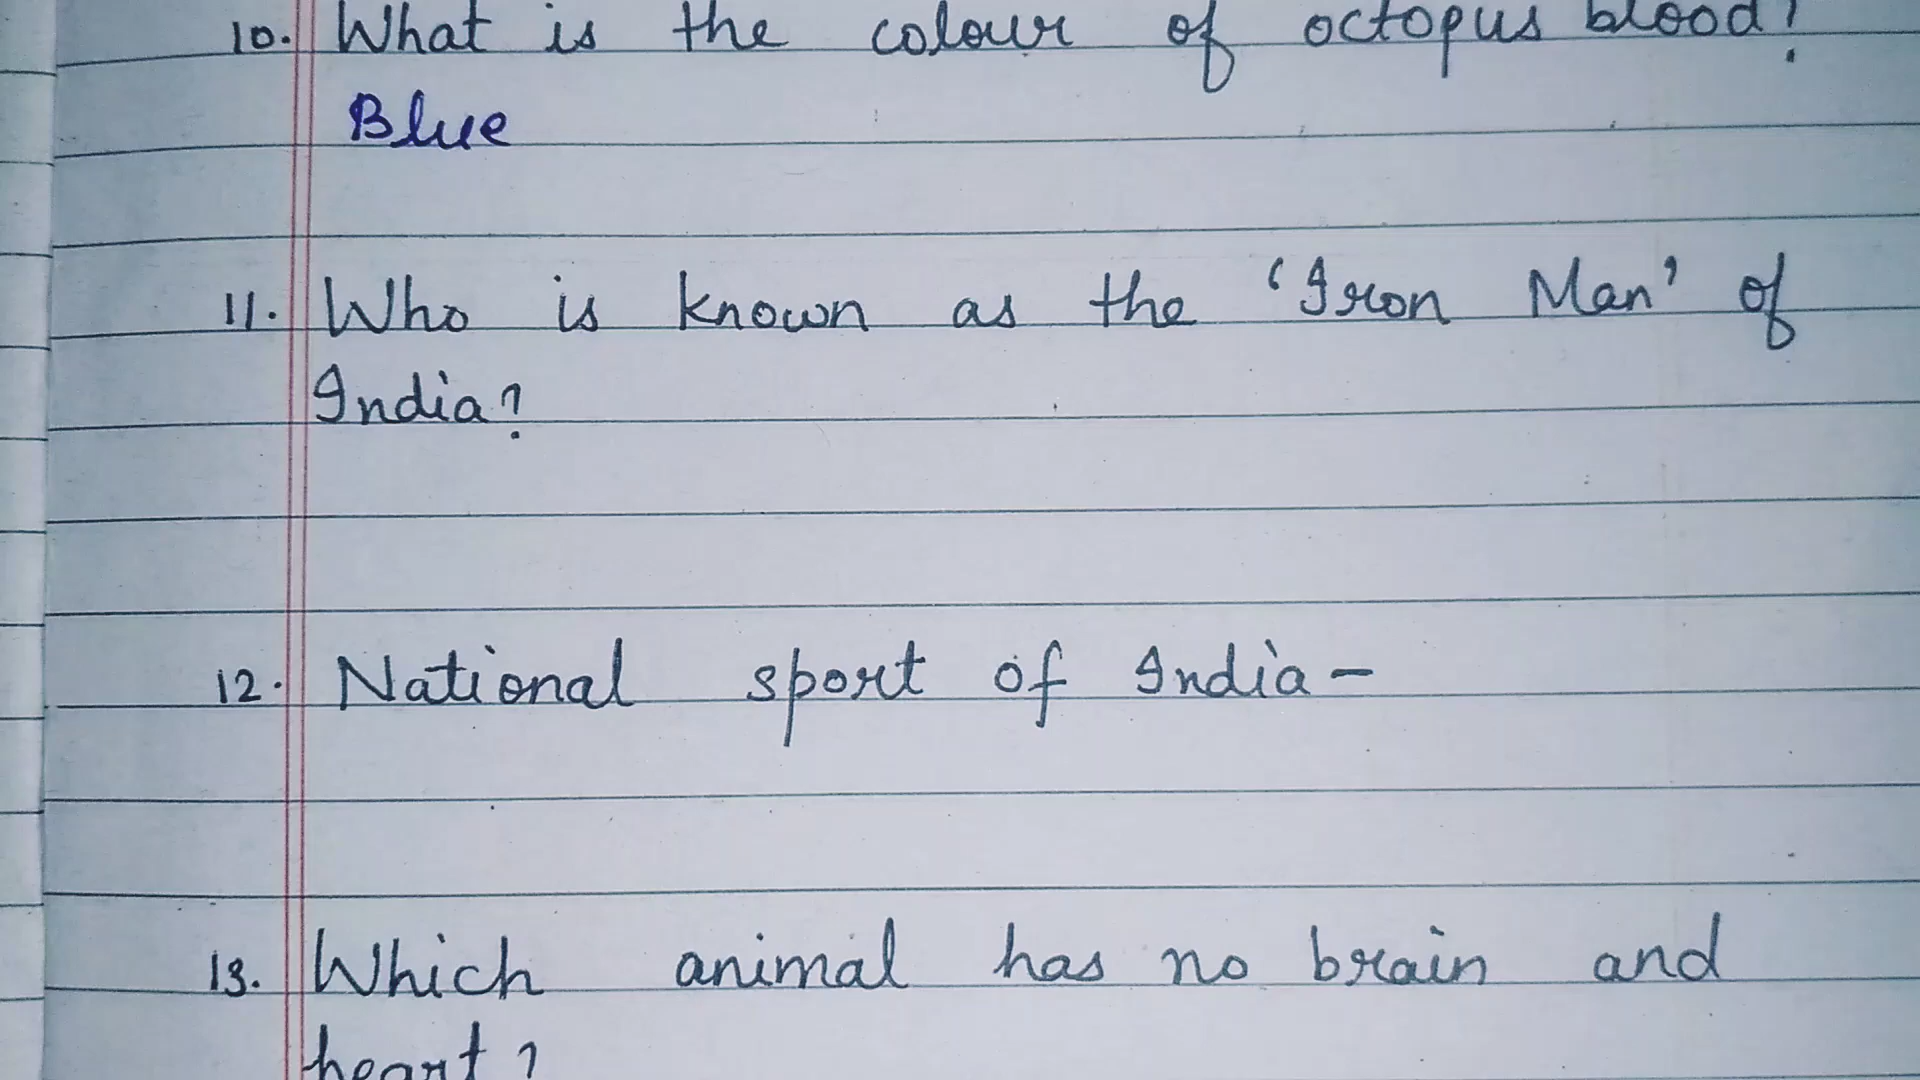 10. What is the colour of octopus blood?
Blue
11. Who is known as the 'Iron Man' of
India?
12. National sport of India-
13. Which animal has no brain and
heart?